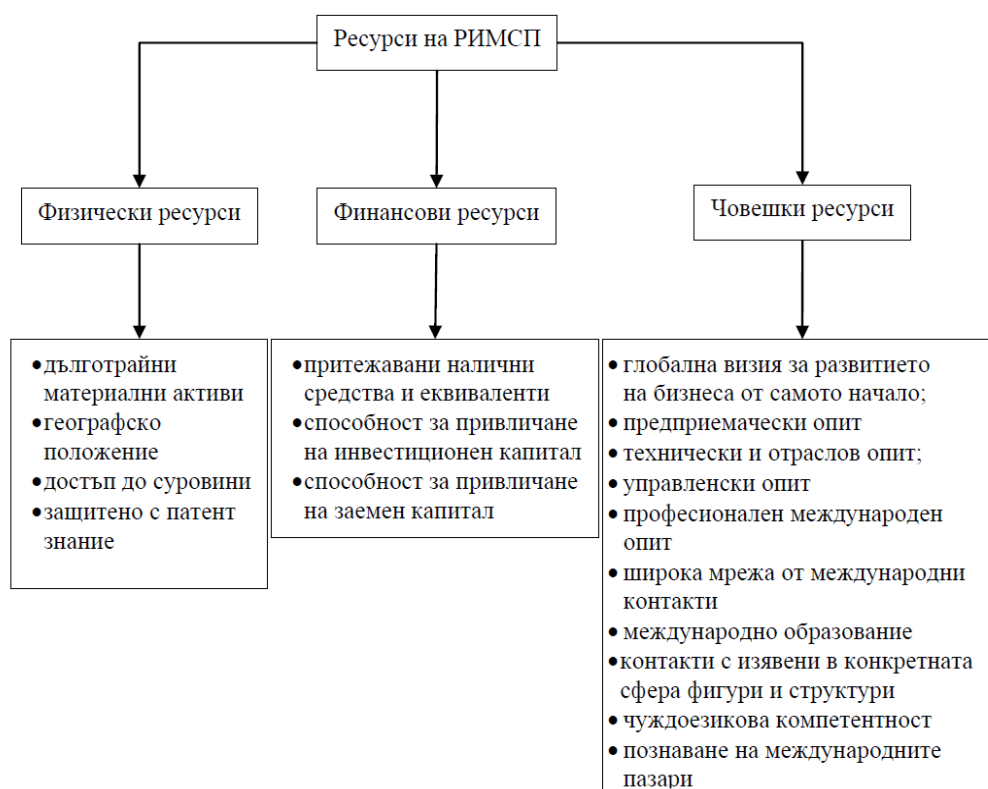 Ресурси на РИМСП
Физически ресурси
Финансови ресурси
Човешки ресурси
•дълготрайни
материални активи
•географско
положение
•достъп до суровини
•защитено с патент
знание
•притежавани налични
средства и еквиваленти
•способност за привличане
на инвестиционен капитал
•способност за привличане
на заемен капитал
•глобална визия за развитието
на бизнеса от самото начало;
•предприемачески опит
•технически и отраслов опит;
•управленски опит
•професионален международен
опит
•широка мрежа от международни
контакти
•международно образование
•контакти с изявени в конкретната
сфера фигури и структури
•чуждоезикова компетентност
•познаване на международните
пазари